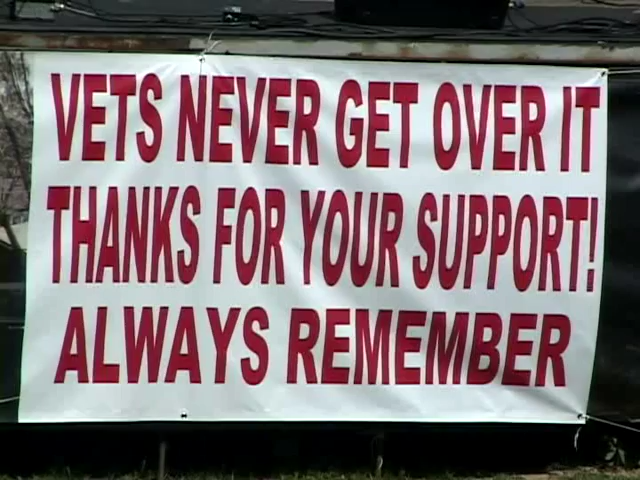 VETS NEVER GET OVER IT
THANKS FOR YOUR SUPPORT!
ALWAYS REMEMBER